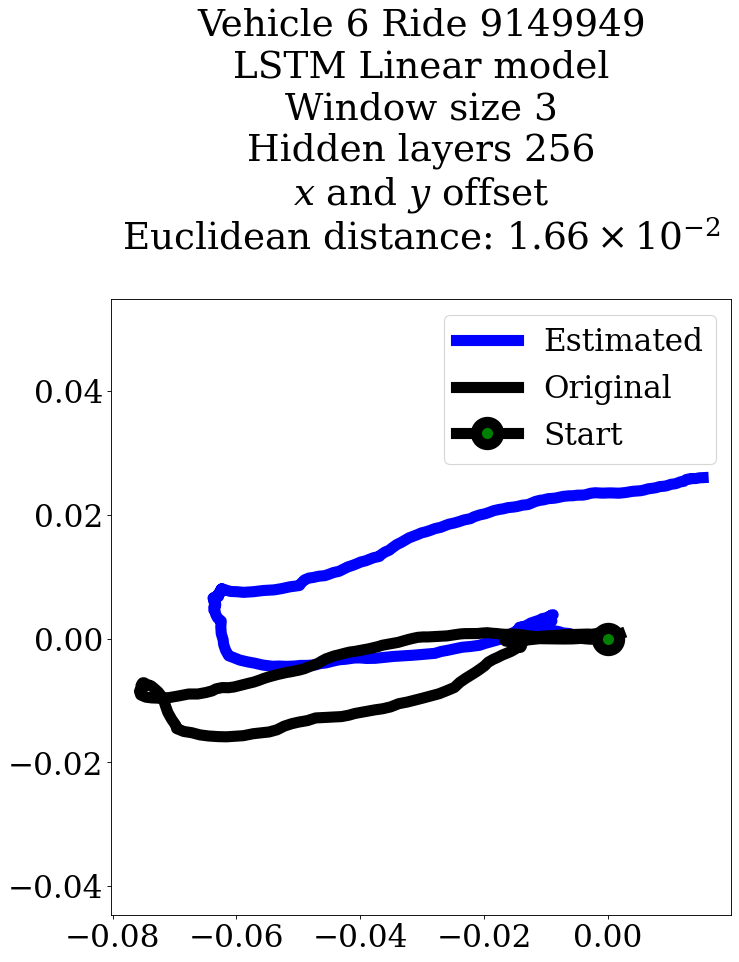 Vehicle 6 Ride 9149949
LSTM Linear model
Window size 3
Hidden layers 256
x and y offset
Euclidean distance: 1.66 × 10⁻²
Estimated
Original
Start
0.04
0.02
0.00
−0.02
−0.04
−0.08 −0.06 −0.04 −0.02 0.00